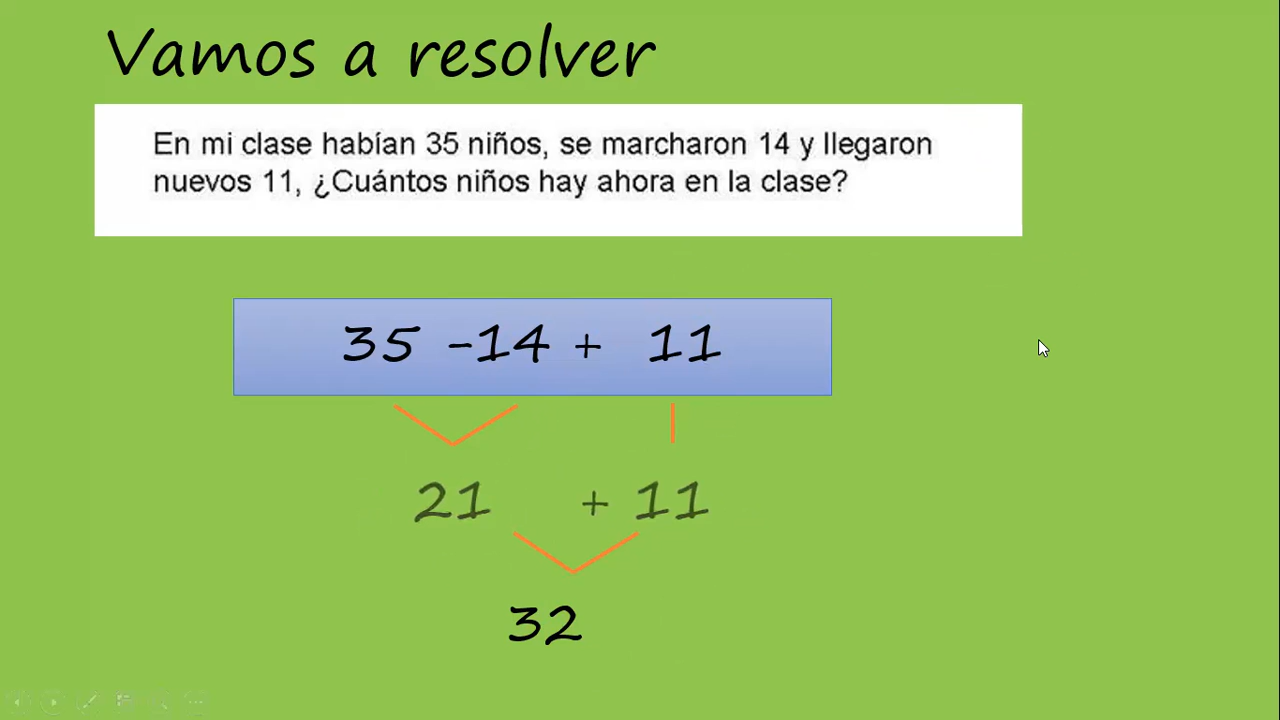 Vamos a resolver
En mi clase habían 35 niños, se marcharon 14 y llegaron
nuevos 11, ¿Cuántos niños hay ahora en la clase?
35 -14 + 11
21 + 11
32